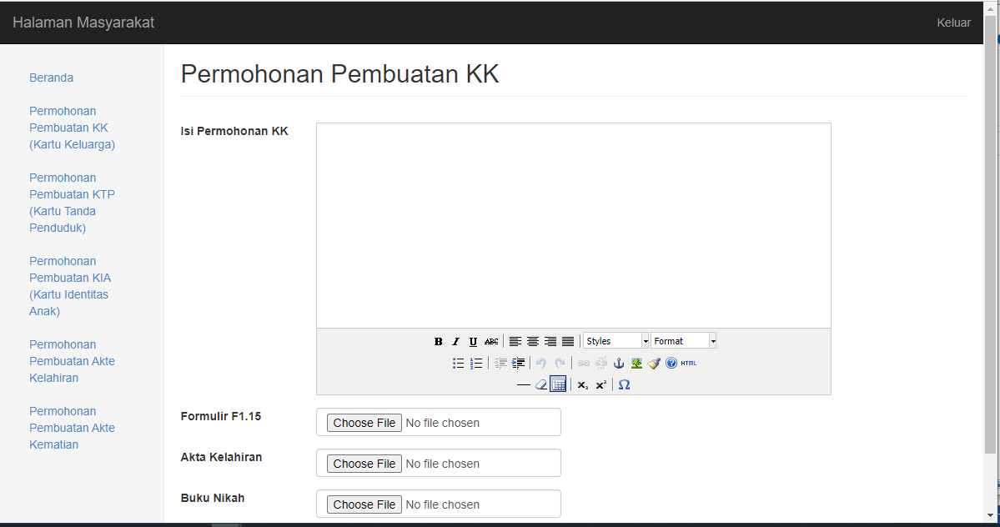 Halaman Masyarakat
Keluar
Beranda
Permohonan
Pembuatan KK
(Kartu Keluarga)
Permohonan
Pembuatan KTP
(Kartu Tanda
Penduduk)
Permohonan
Pembuatan KIA
(Kartu Identitas
Anak)
Permohonan
Pembuatan Akte
Kelahiran
Permohonan
Pembuatan Akte
Kematian
Permohonan Pembuatan KK
Isi Permohonan KK
B I U ABC Styles Format
HTML
x₂ x² Ω
Formulir F1.15
Choose File No file chosen
Akta Kelahiran
Choose File No file chosen
Buku Nikah
Choose File No file chosen